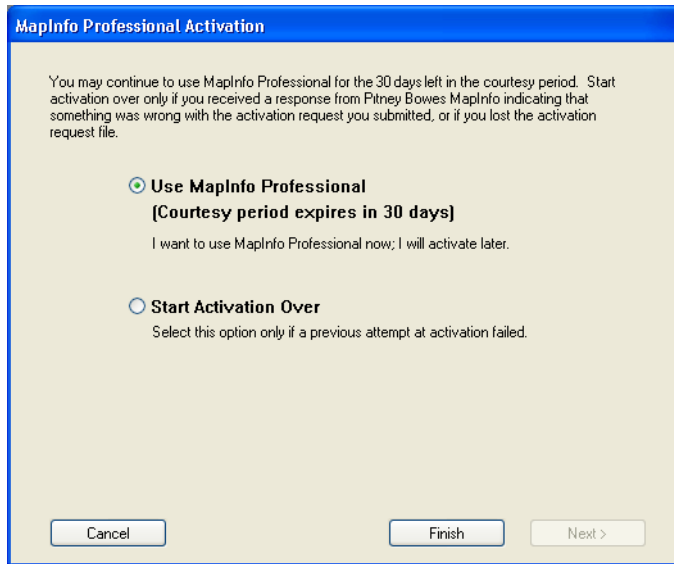 MapInfo Professional Activation
You may continue to use MapInfo Professional for the 30 days left in the courtesy period.  Start
activation over only if you received a response from Pitney Bowes MapInfo indicating that
something was wrong with the activation request you submitted, or if you lost the activation
request file.
Use MapInfo Professional
(Courtesy period expires in 30 days)
I want to use MapInfo Professional now; I will activate later.
Start Activation Over
Select this option only if a previous attempt at activation failed.
Cancel Finish Next >